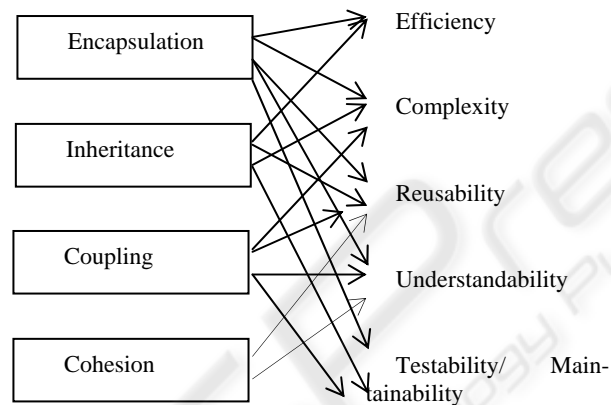 Encapsulation
Efficiency
Complexity
Inheritance
Reusability
Coupling
Understandability
Cohesion
Testability/ Main-
tainability